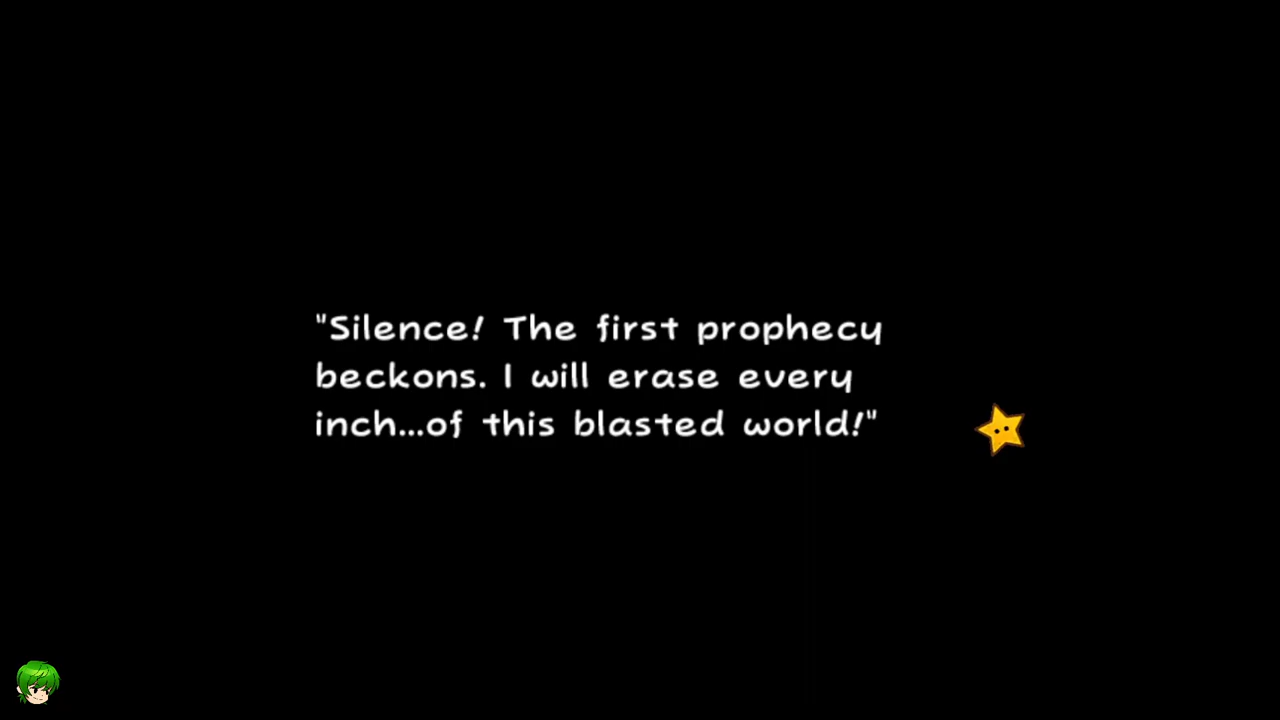 "Silence! The first prophecy
beckons. I will erase every
inch...of this blasted world!"